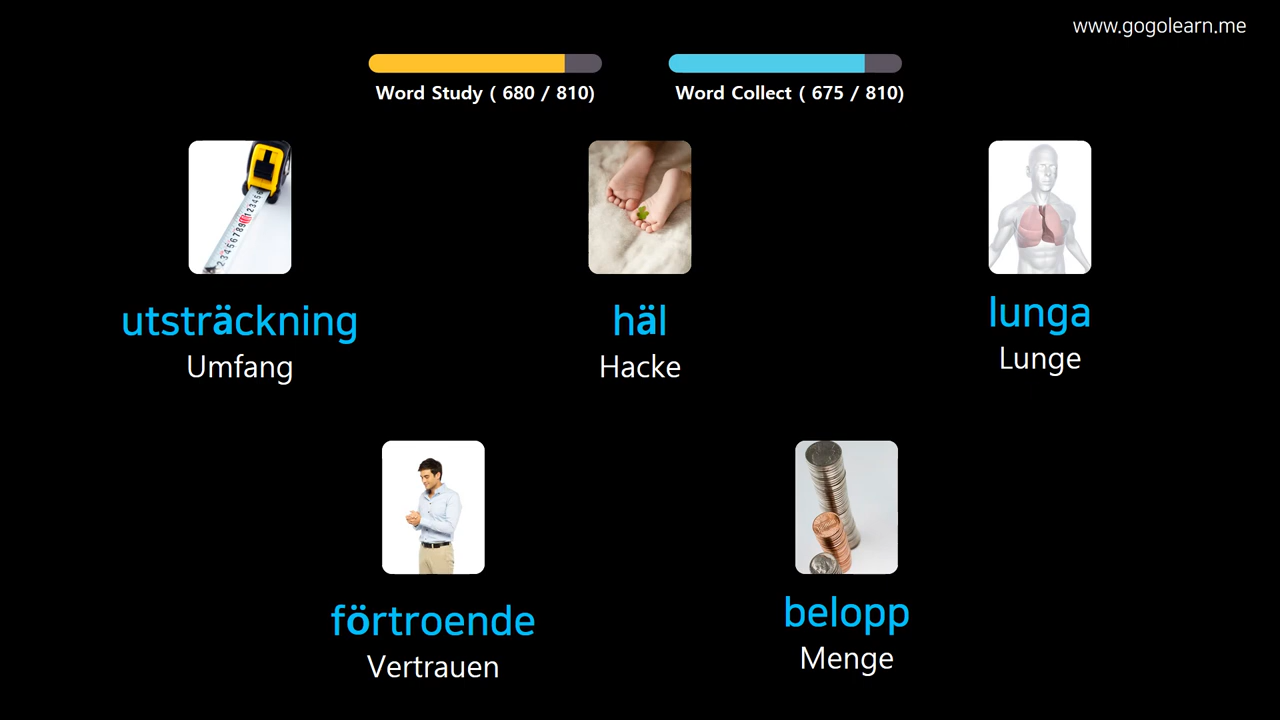 www.gogolearn.me
Word Study ( 680 / 810)
Word Collect ( 675 / 810)
utsträckning
Umfang
häl
Hacke
lunga
Lunge
förtroende
Vertrauen
belopp
Menge